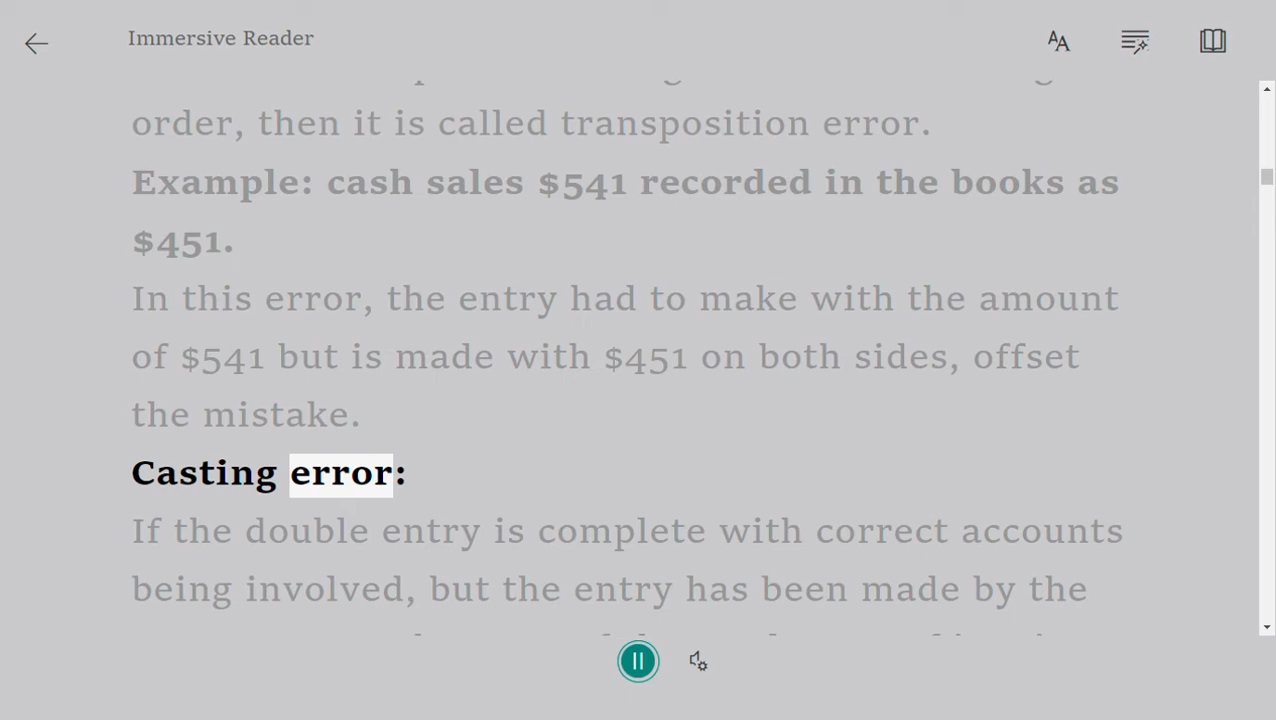 Immersive Reader
order, then it is called transposition error.
Example: cash sales $541 recorded in the books as
$451.
In this error, the entry had to make with the amount
of $541 but is made with $451 on both sides, offset
the mistake.
Casting error:
If the double entry is complete with correct accounts
being involved, but the entry has been made by the